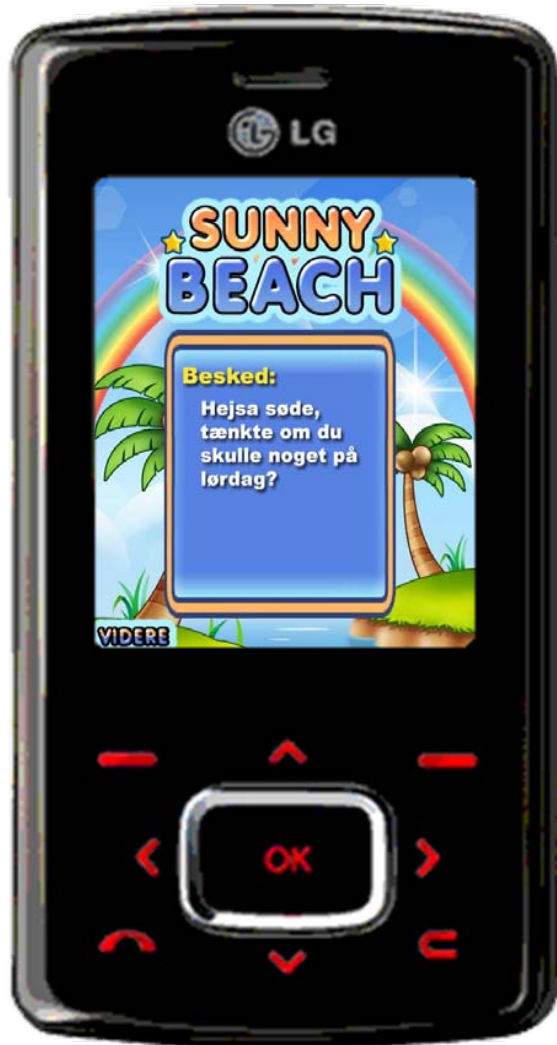 LG
SUNNY
BEACH
Besked:
Hejsa søde,
tænkte om du
skulle noget på
lørdag?
VIDERE
OK